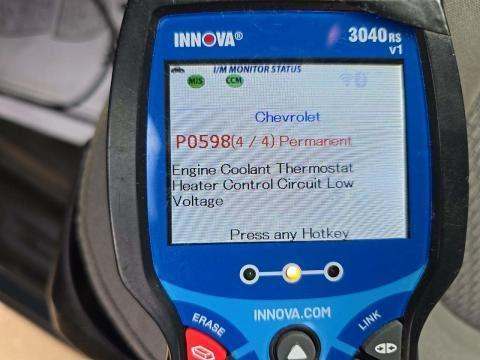 INNOVA®
3040RS
v1
I/M MONITOR STATUS
MIS CCM
Chevrolet
P0598(4 / 4) Permanent
Engine Coolant Thermostat
Heater Control Circuit Low
Voltage
Press any Hotkey
INNOVA.COM
ERASE
LINK